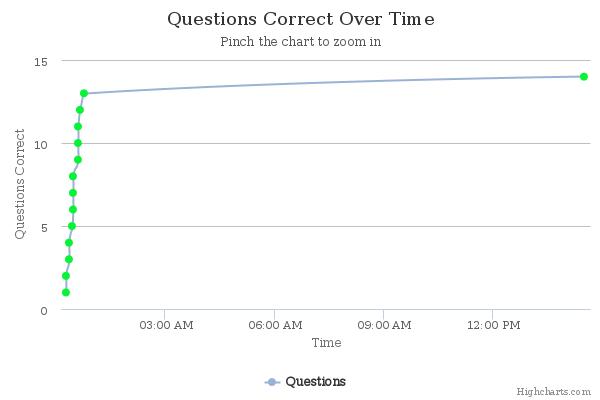 Questions Correct Over Time
Pinch the chart to zoom in
Questions Correct
15
10
5
0
03:00 AM
06:00 AM
09:00 AM
12:00 PM
Time
Questions
Highcharts.com